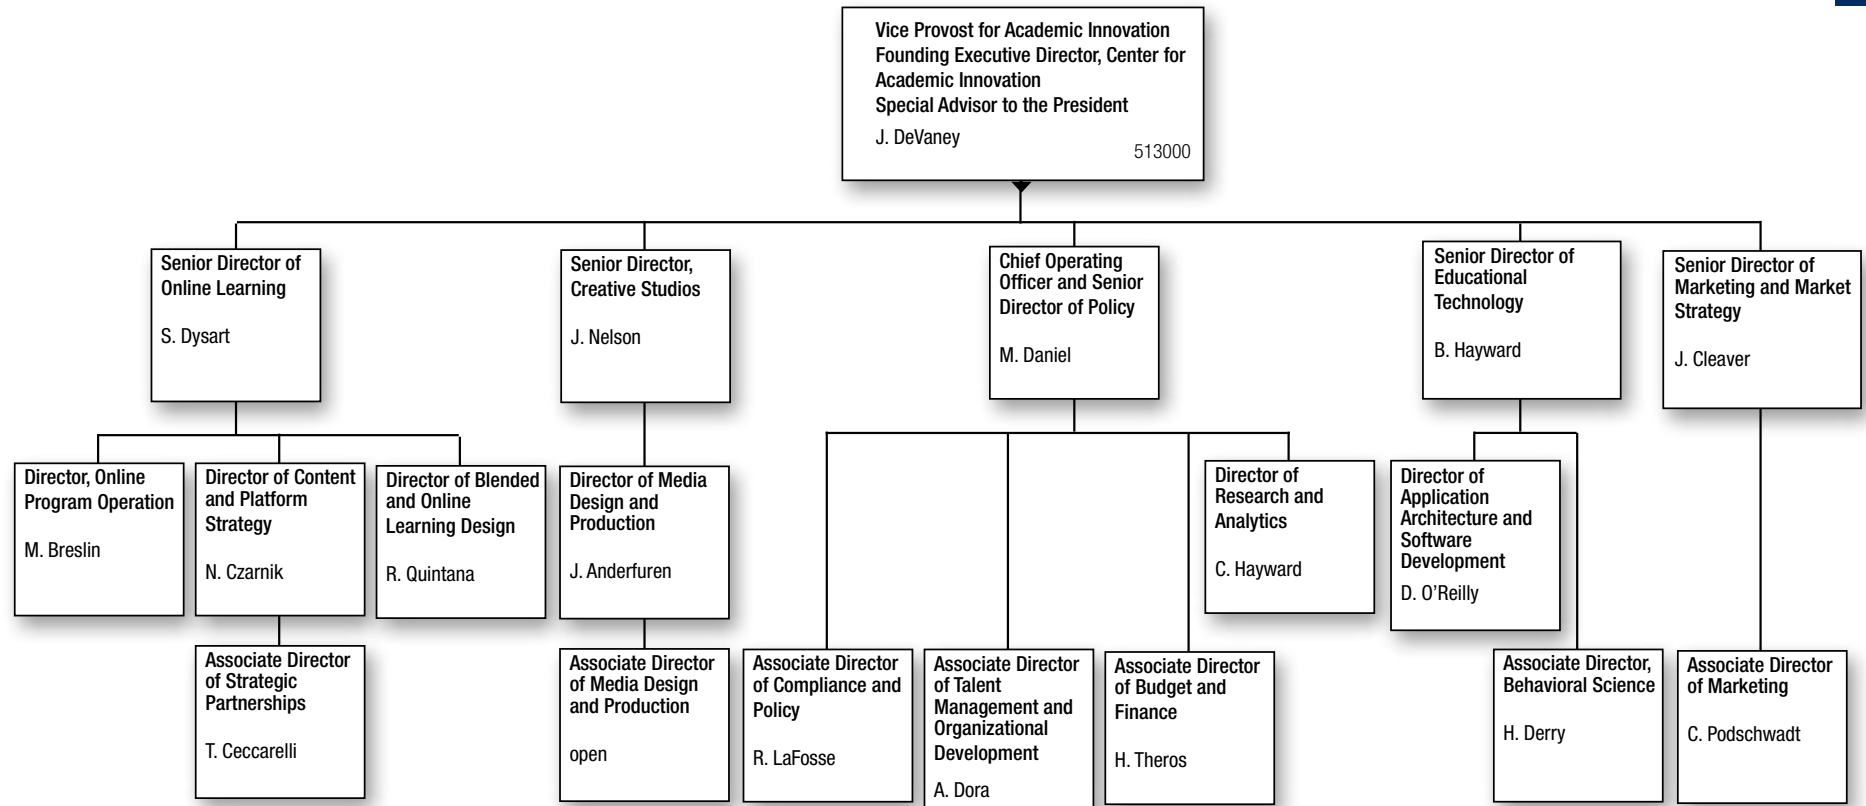 Vice Provost for Academic Innovation
Founding Executive Director, Center for
Academic Innovation
Special Advisor to the President
J. DeVaney
513000
Senior Director of
Online Learning
S. Dysart
Senior Director,
Creative Studios
J. Nelson
Chief Operating
Officer and Senior
Director of Policy
M. Daniel
Senior Director of
Educational
Technology
B. Hayward
Senior Director of
Marketing and Market
Strategy
J. Cleaver
Director, Online
Program Operation
M. Breslin
Director of Content
and Platform
Strategy
N. Czarnik
Director of Blended
and Online
Learning Design
R. Quintana
Director of Media
Design and
Production
J. Anderfuren
Director of
Research and
Analytics
C. Hayward
Director of
Application
Architecture and
Software
Development
D. O’Reilly
Associate Director
of Strategic
Partnerships
T. Ceccarelli
Associate Director
of Media Design
and Production
open
Associate Director
of Compliance and
Policy
R. LaFosse
Associate Director
of Talent
Management and
Organizational
Development
A. Dora
Associate Director
of Budget and
Finance
H. Theros
Associate Director,
Behavioral Science
H. Derry
Associate Director
of Marketing
C. Podschwadt